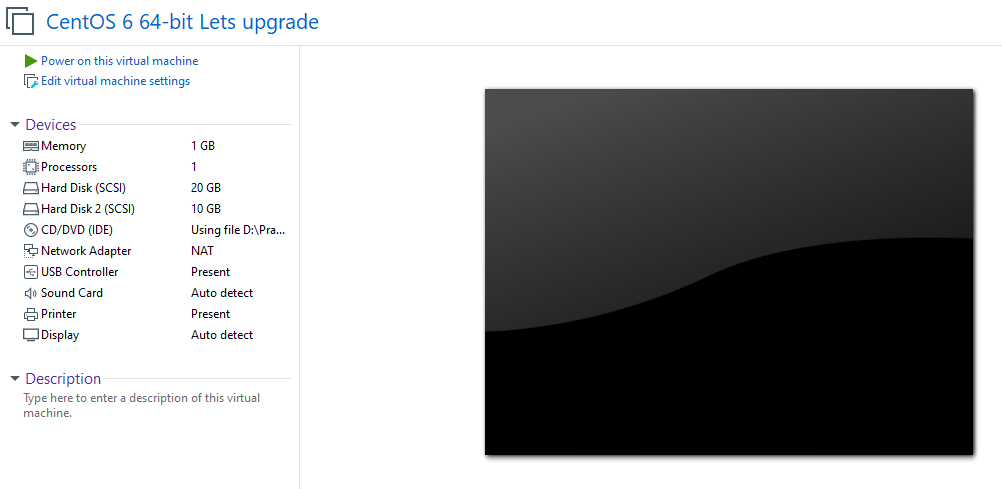 CentOS 6 64-bit Lets upgrade
Power on this virtual machine
Edit virtual machine settings
Devices
Memory 1 GB
Processors 1
Hard Disk (SCSI) 20 GB
Hard Disk 2 (SCSI) 10 GB
CD/DVD (IDE) Using file D:\Pra...
Network Adapter NAT
USB Controller Present
Sound Card Auto detect
Printer Present
Display Auto detect
Description
Type here to enter a description of this virtual
machine.